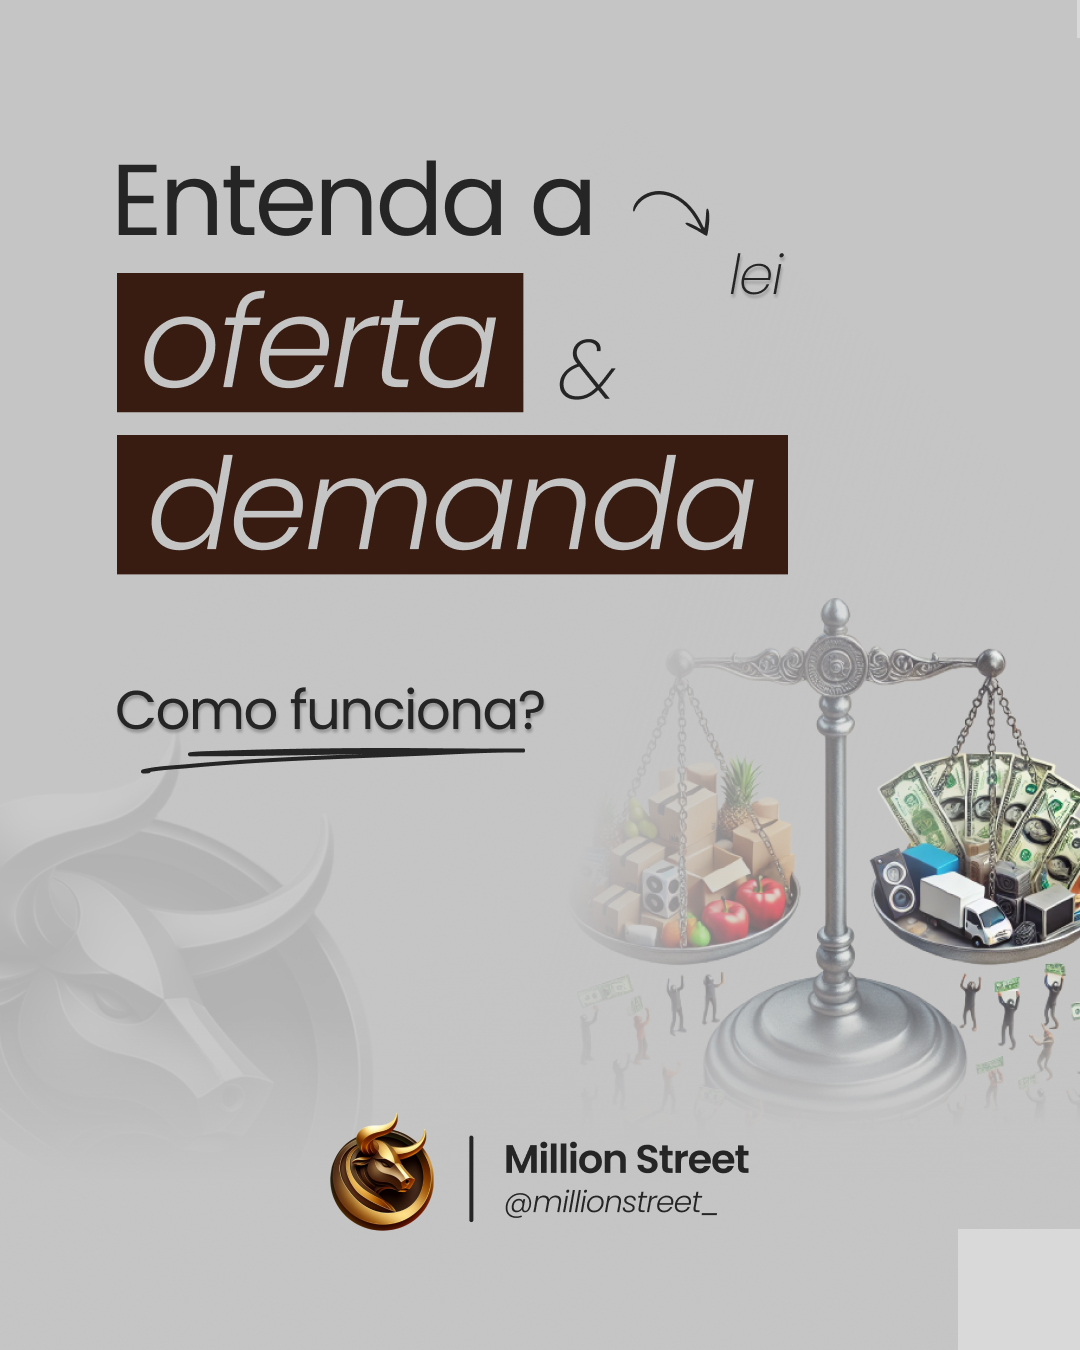 Entenda a
lei
oferta &
demanda
Como funciona?
Million Street
@millionstreet_